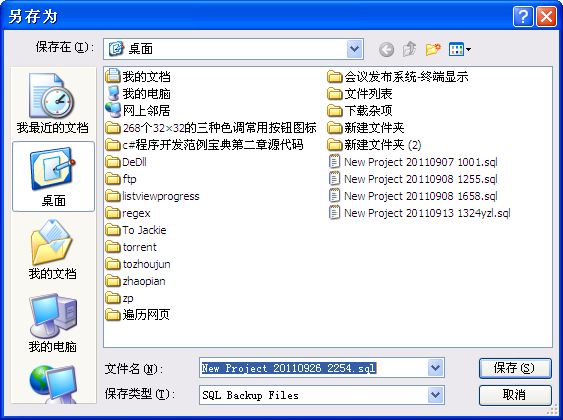 另存为
保存在(I):
桌面
我最近的文档
桌面
我的文档
我的电脑
我的文档
我的电脑
网上邻居
268个32×32的三种色调常用按钮图标
c#程序开发范例宝典第二章源代码
DeDll
ftp
listviewprogress
regex
To Jackie
torrent
tozhoujun
zhaopian
zp
遍历网页
会议发布系统-终端显示
文件列表
下载杂项
新建文件夹
新建文件夹 (2)
New Project 20110907 1001.sql
New Project 20110908 1255.sql
New Project 20110908 1658.sql
New Project 20110913 1324yzl.sql
文件名(N):
New Project 20110926 2254.sql
保存(S)
保存类型(T):
SQL Backup Files
取消